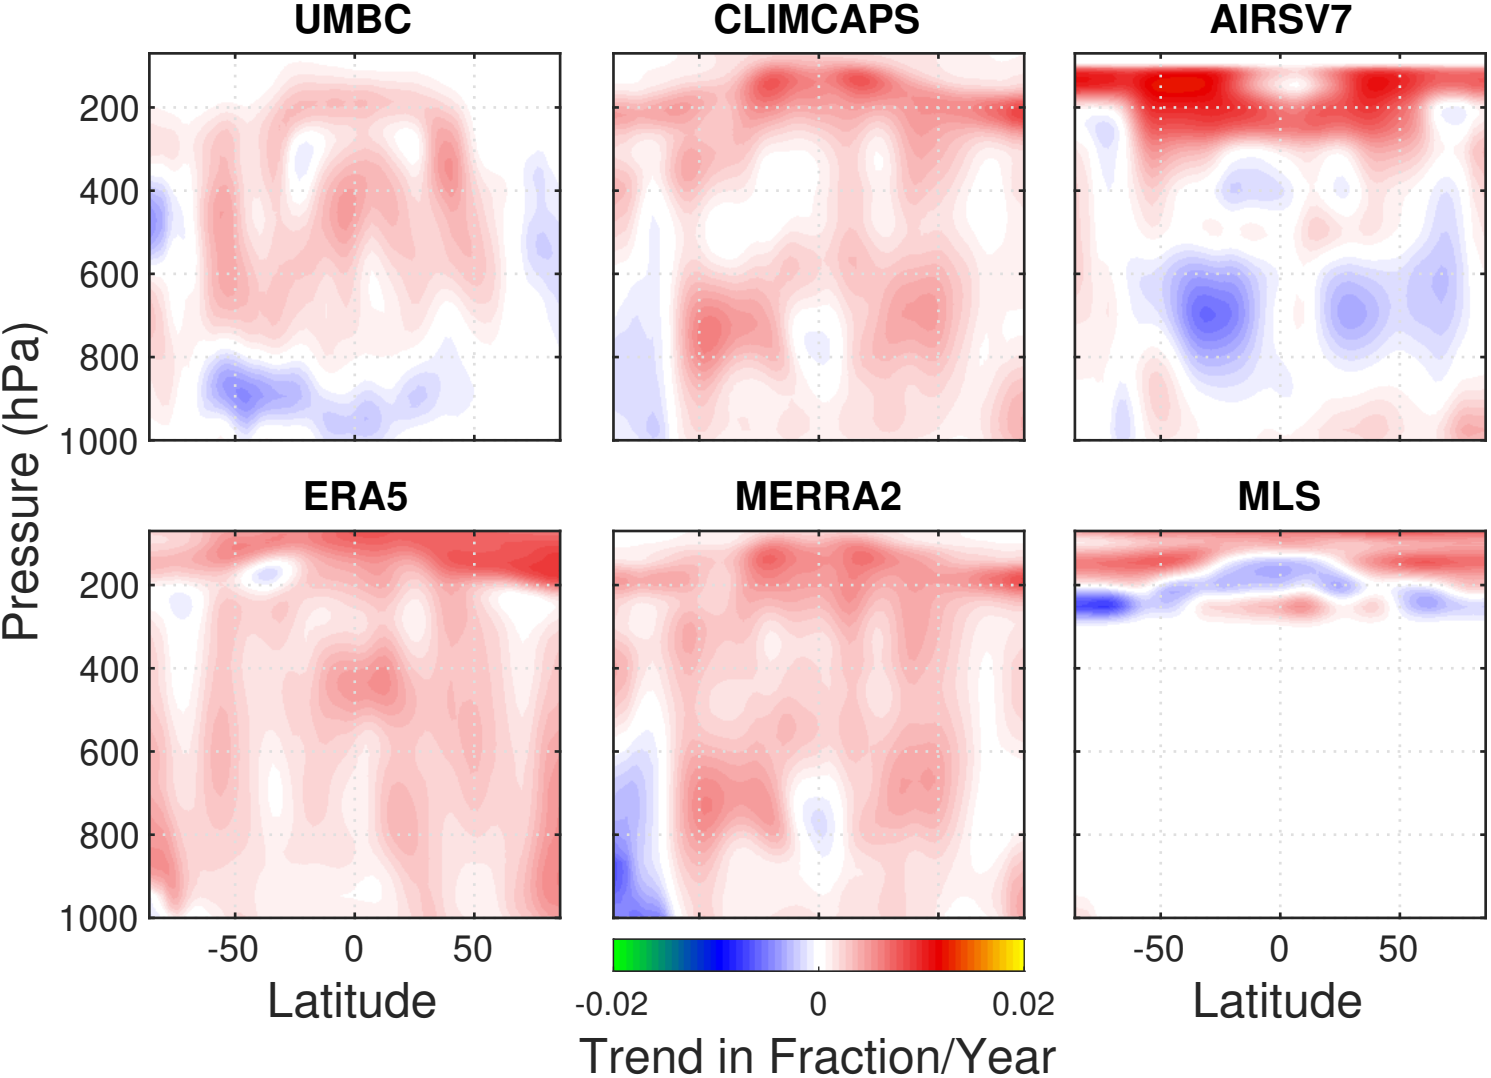 UMBC CLIMCAPS AIRSV7
200
400
600
800
1000
Pressure (hPa)
ERA5 MERRA2 MLS
200
400
600
800
1000
-50 0 50 -50 0 50
Latitude Latitude
-0.02 0 0.02
Trend in Fraction/Year